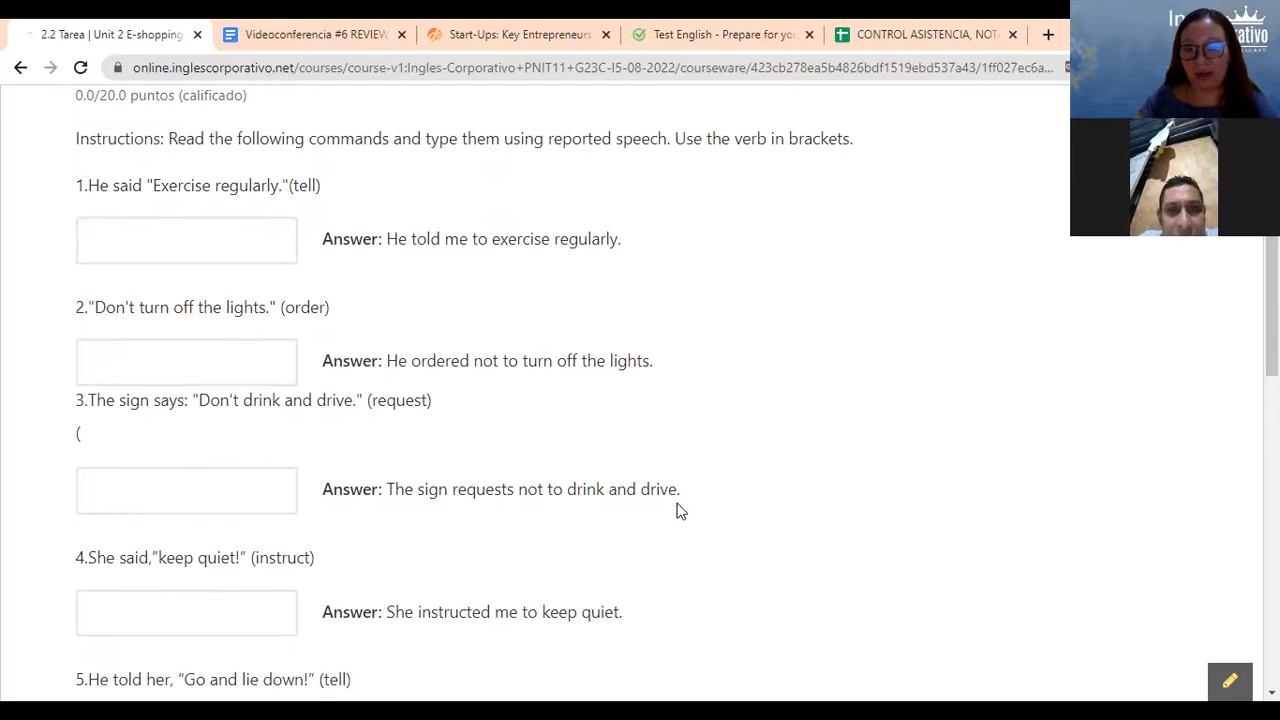 2.2 Tarea | Unit 2 E-shopping
Videoconferencia #6 REVIEW
Start-Ups: Key Entrepreneurs
Test English - Prepare for you
CONTROL ASISTENCIA, NOT
online.inglescorporativo.net/courses/course-v1:Ingles-Corporativo+PNIT11+G23C-I5-08-2022/courseware/423cb278ea5b4826bdf1519ebd537a43/1ff027ec6a...
0.0/20.0 puntos (calificado)
Instructions: Read the following commands and type them using reported speech. Use the verb in brackets.
1.He said "Exercise regularly."(tell)
Answer: He told me to exercise regularly.
2."Don't turn off the lights." (order)
Answer: He ordered not to turn off the lights.
3.The sign says: "Don't drink and drive." (request)
(
Answer: The sign requests not to drink and drive.
4.She said,"keep quiet!" (instruct)
Answer: She instructed me to keep quiet.
5.He told her, “Go and lie down!” (tell)